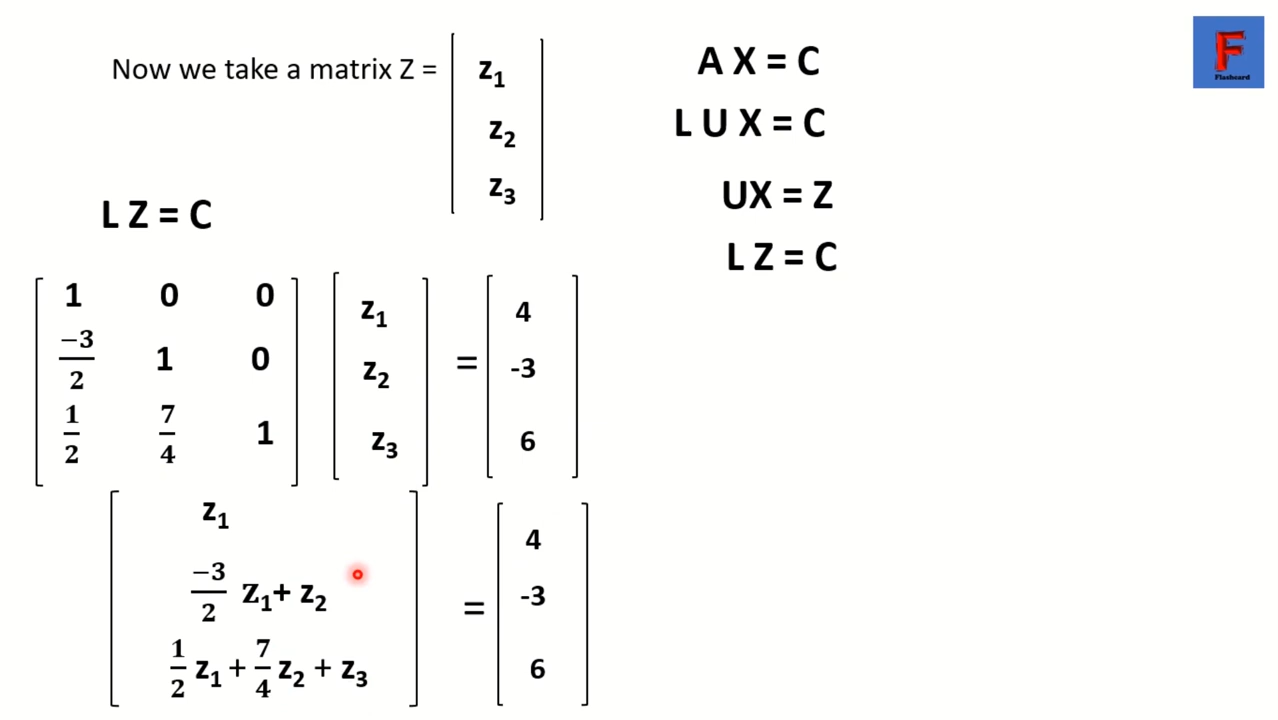 Now we take a matrix Z =
z1
z2
z3
L Z = C
1 0 0
−3/2 1 0
1/2 7/4 1
z1
z2
z3
=
4
-3
6
z1
−3/2 z1+ z2
1/2 z1 + 7/4 z2 + z3
=
4
-3
6
A X = C
L U X = C
UX = Z
L Z = C
F
Flashcard